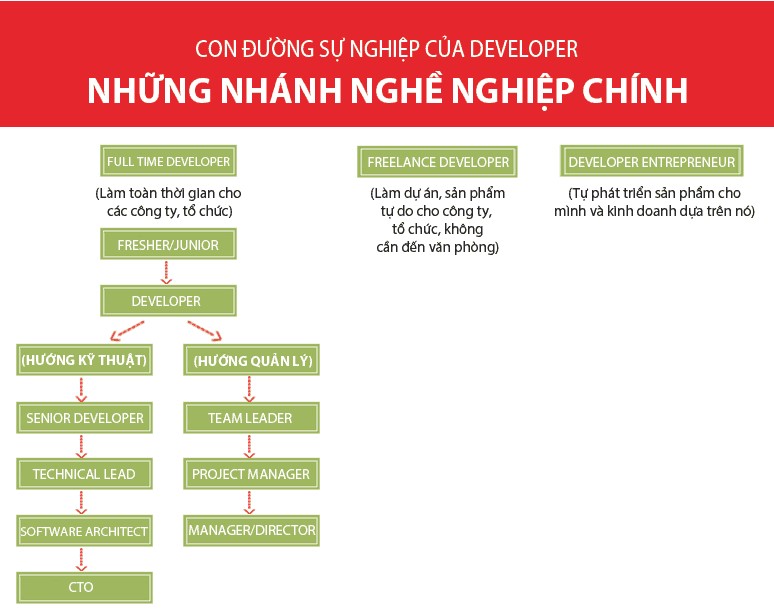 CON ĐƯỜNG SỰ NGHIỆP CỦA DEVELOPER
NHỮNG NHÁNH NGHỀ NGHIỆP CHÍNH
FULL TIME DEVELOPER
(Làm toàn thời gian cho
các công ty, tổ chức)
FRESHER/JUNIOR
DEVELOPER
(HƯỚNG KỸ THUẬT)
SENIOR DEVELOPER
TECHNICAL LEAD
SOFTWARE ARCHITECT
CTO
(HƯỚNG QUẢN LÝ)
TEAM LEADER
PROJECT MANAGER
MANAGER/DIRECTOR
FREELANCE DEVELOPER
(Làm dự án, sản phẩm
tự do cho công ty,
tổ chức, không
cần đến văn phòng)
DEVELOPER ENTREPRENEUR
(Tự phát triển sản phẩm cho
mình và kinh doanh dựa trên nó)